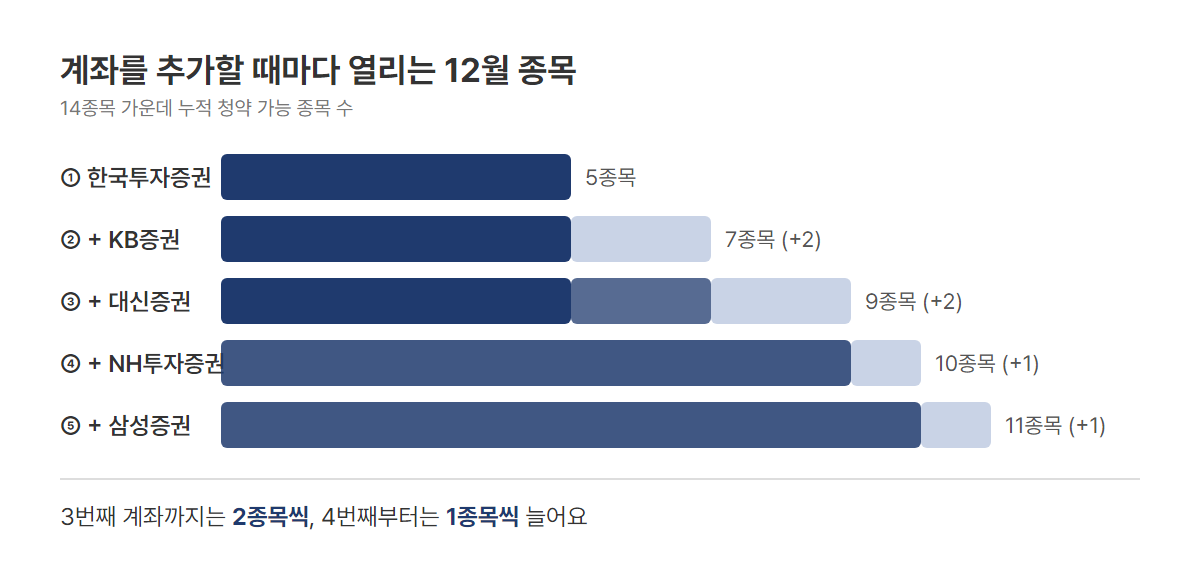 계좌를 추가할 때마다 열리는 12월 종목
14종목 가운데 누적 청약 가능 종목 수
① 한국투자증권 5종목
② + KB증권 7종목 (+2)
③ + 대신증권 9종목 (+2)
④ + NH투자증권 10종목 (+1)
⑤ + 삼성증권 11종목 (+1)
3번째 계좌까지는 2종목씩, 4번째부터는 1종목씩 늘어요